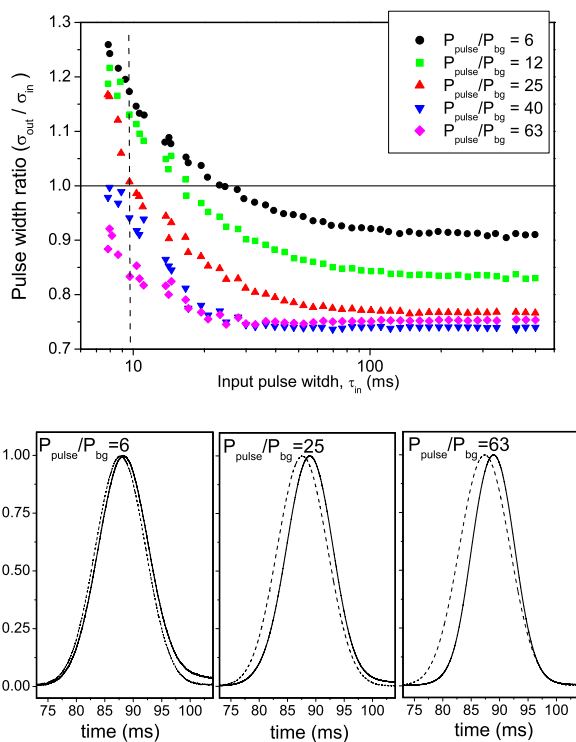 Pulse width ratio (σout / σin)
1.3
1.2
1.1
1.0
0.9
0.8
0.7
Ppulse/Pbg = 6
Ppulse/Pbg = 12
Ppulse/Pbg = 25
Ppulse/Pbg = 40
Ppulse/Pbg = 63
10
100
Input pulse witdh, τin (ms)
Ppulse/Pbg=6
Ppulse/Pbg=25
Ppulse/Pbg=63
1.00
0.75
0.50
0.25
0.00
75 80 85 90 95 100
75 80 85 90 95 100
75 80 85 90 95 100
time (ms)
time (ms)
time (ms)